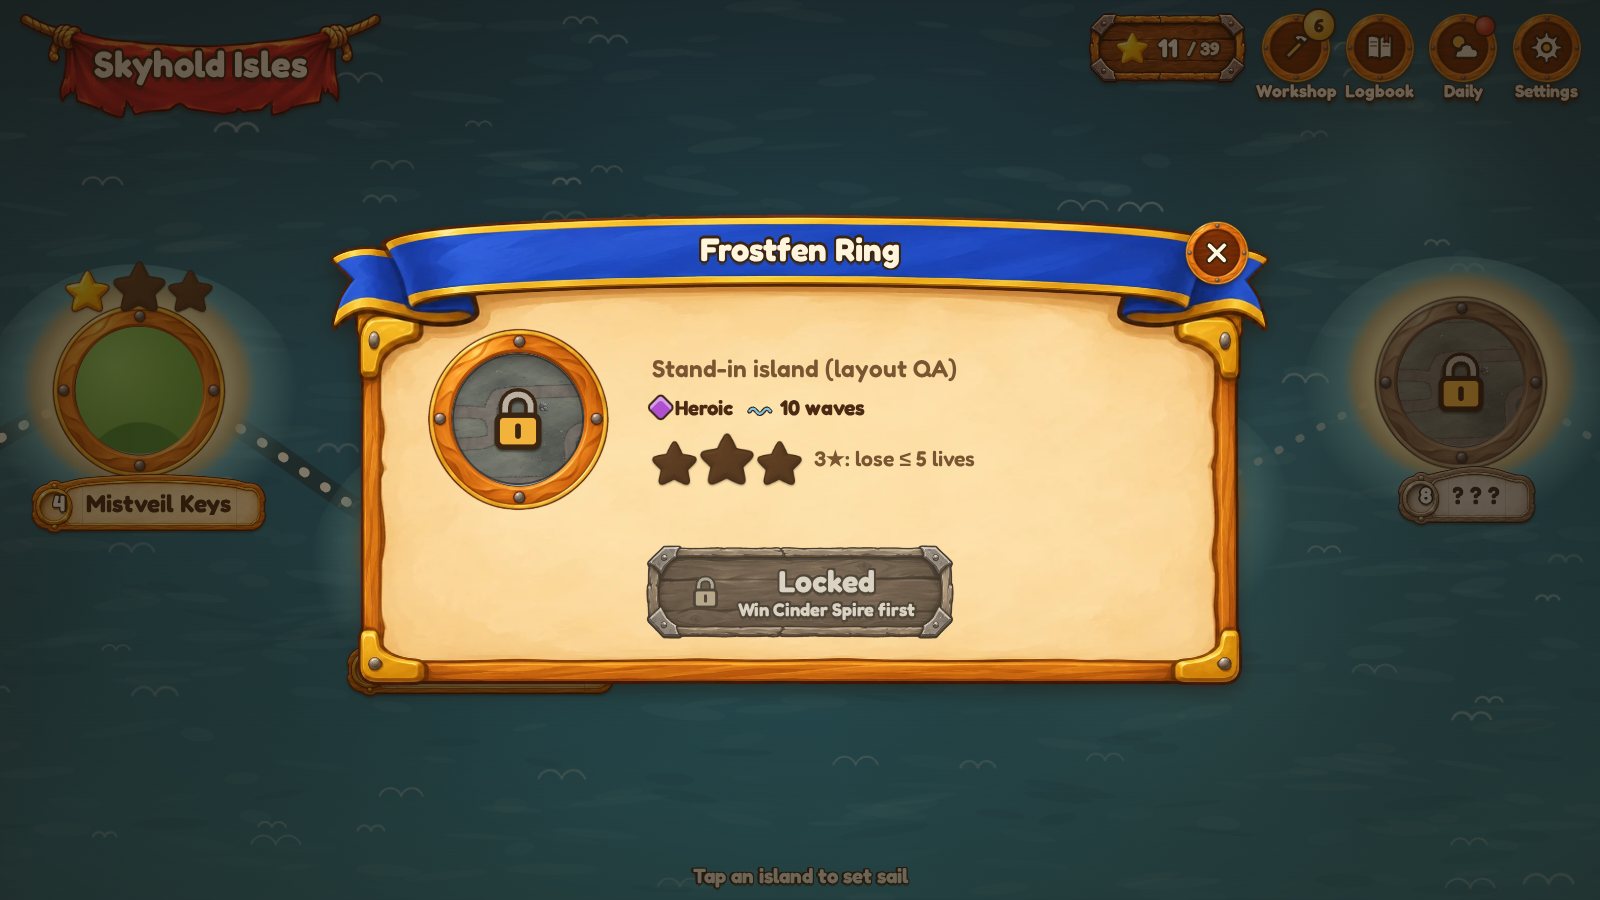 Skyhold Isles
11 / 39
6
Workshop
Logbook
Daily
Settings
Frostfen Ring
Stand-in island (layout QA)
Heroic
10 waves
3★: lose ≤ 5 lives
Locked
Win Cinder Spire first
4
Mistveil Keys
8
? ? ?
Tap an island to set sail